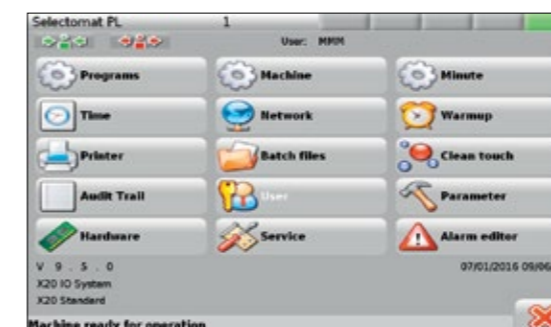 Selectomat PL 1
User: MMM
Programs Machine Minute
Time Network Warmup
Printer Batch files Clean touch
Audit Trail User Parameter
Hardware Service Alarm editor
V 9 . 5 . 0 07/01/2016 09/06
X20 IO System
X20 Standard
Machine ready for operation